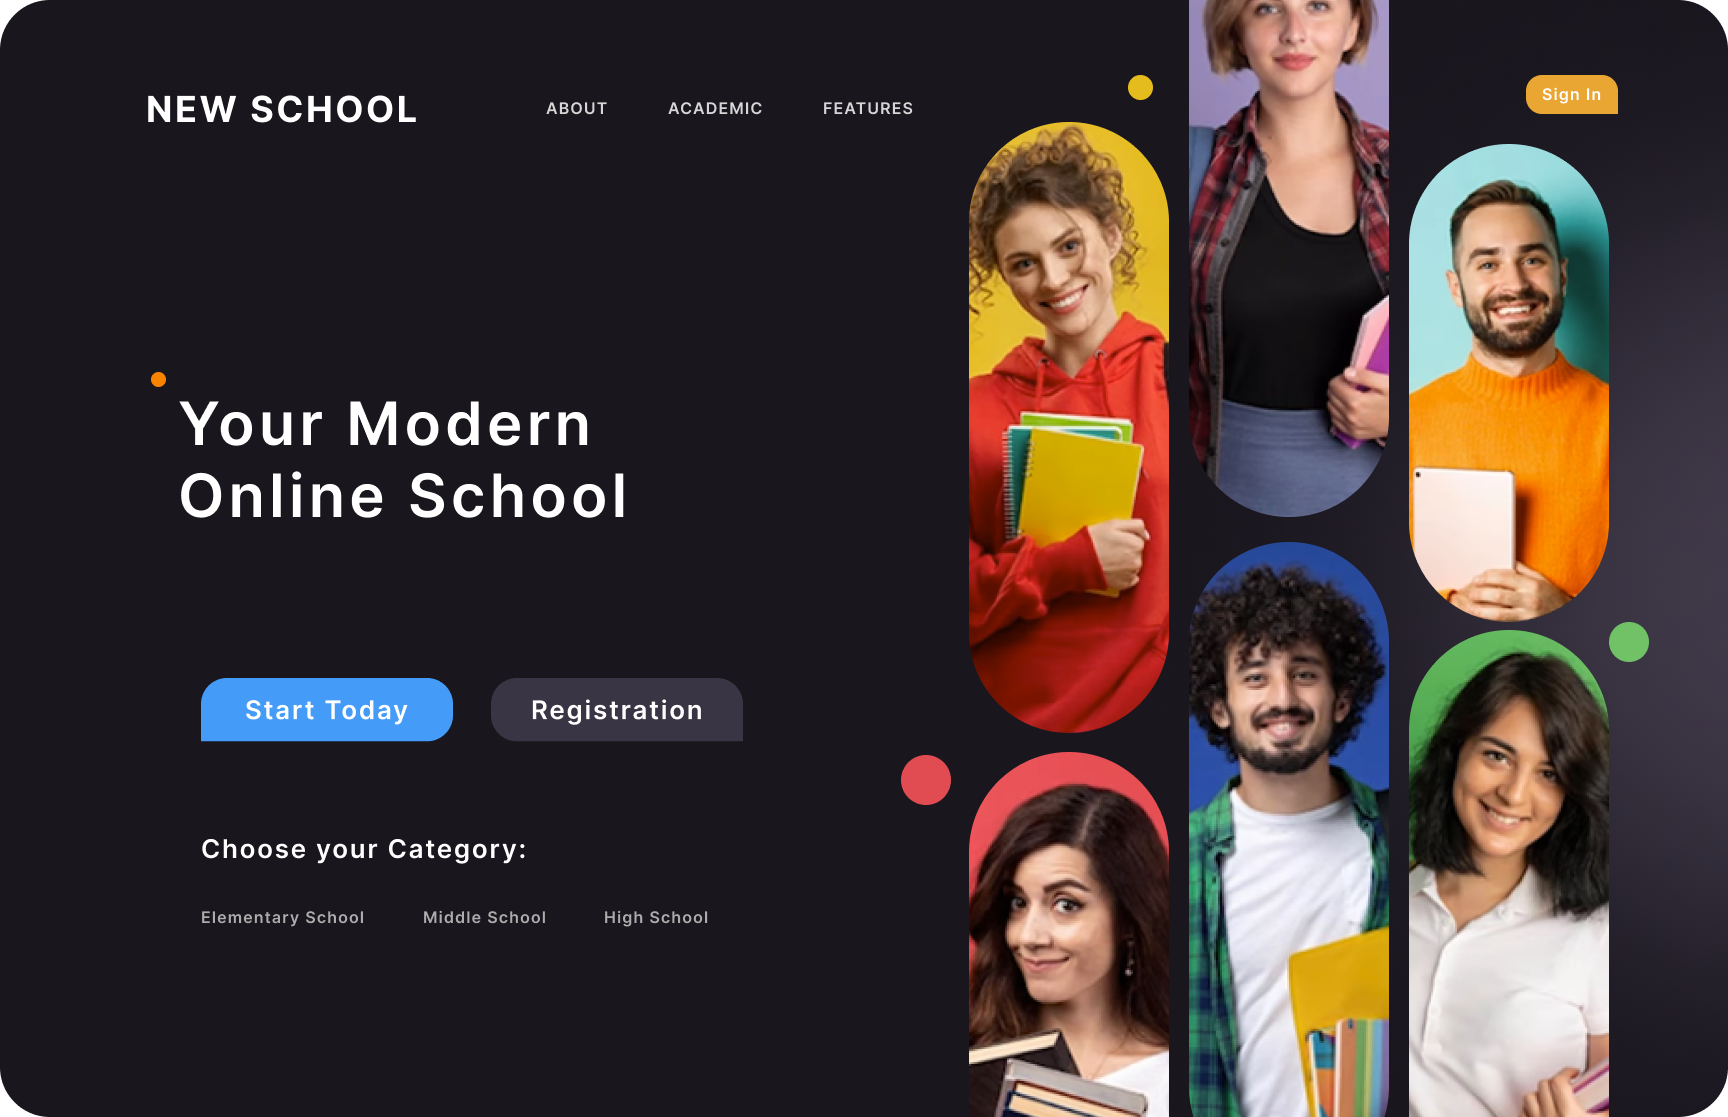 NEW SCHOOL
ABOUT
ACADEMIC
FEATURES
Sign In
Your Modern
Online School
Start Today
Registration
Choose your Category:
Elementary School
Middle School
High School